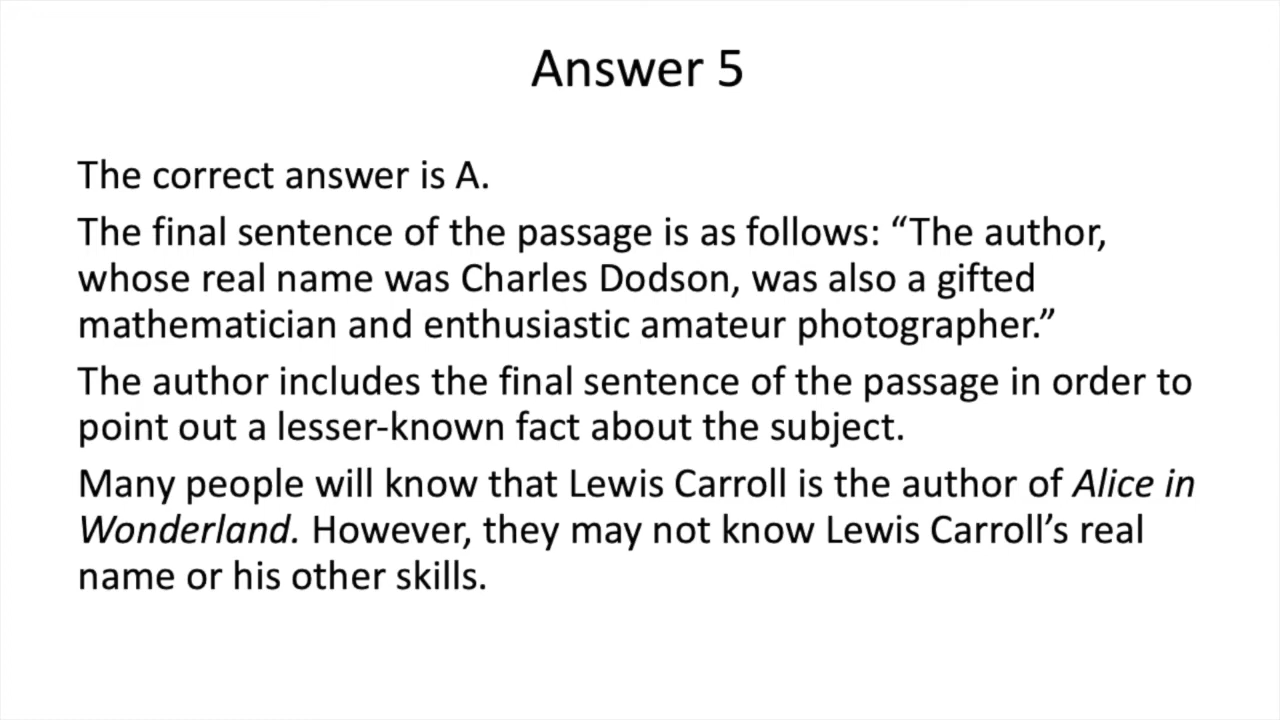 Answer 5
The correct answer is A.
The final sentence of the passage is as follows: “The author,
whose real name was Charles Dodson, was also a gifted
mathematician and enthusiastic amateur photographer.”
The author includes the final sentence of the passage in order to
point out a lesser-known fact about the subject.
Many people will know that Lewis Carroll is the author of Alice in
Wonderland. However, they may not know Lewis Carroll’s real
name or his other skills.